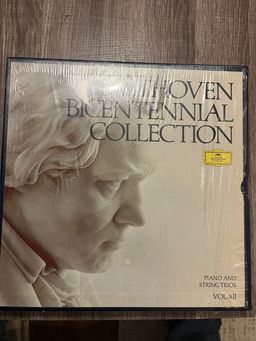 HOVEN
BICENTENNIAL
COLLECTION
PIANO AND
STRING TRIOS
VOL. XII